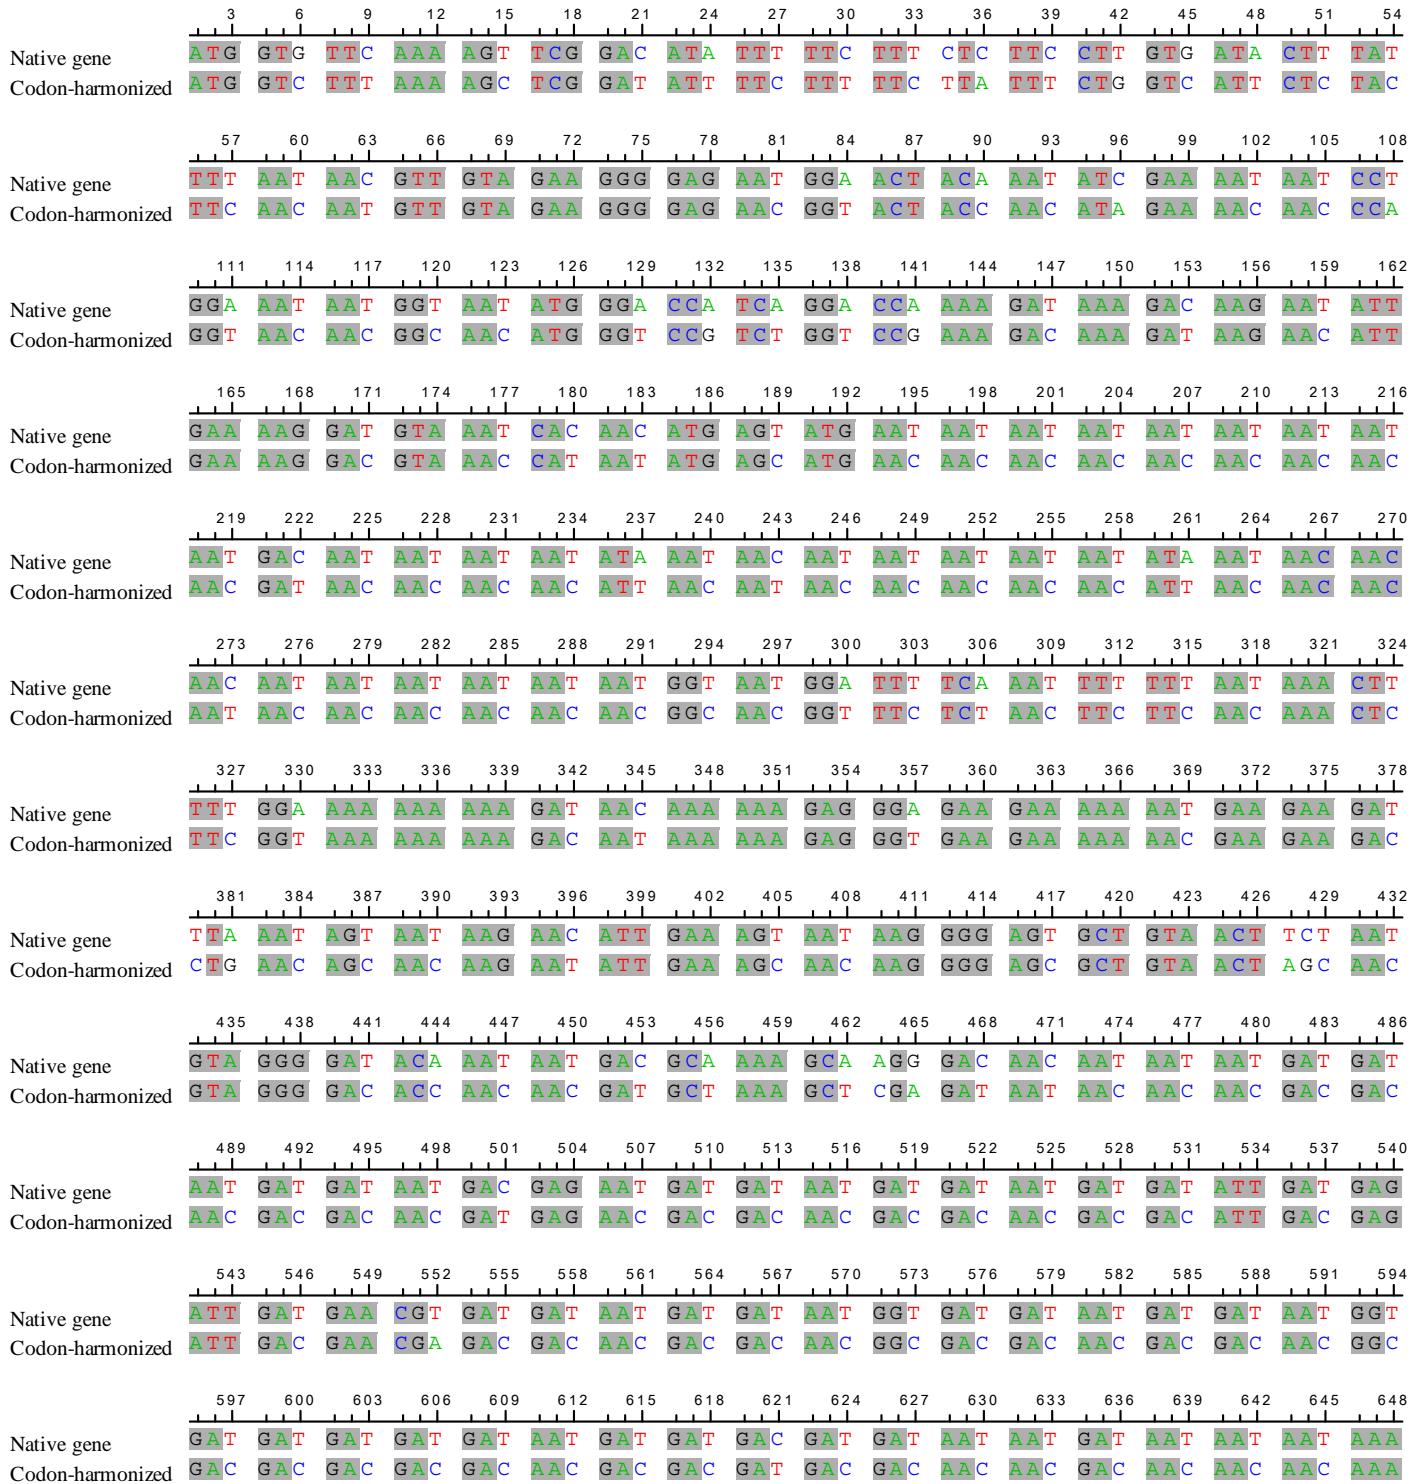 3 6 9 12 15 18 21 24 27 30 33 36 39 42 45 48 51 54
Native gene ATG GTG TTC AAA AGT TCG GAC ATA TTT TTC TTT CTC TTC CTT GTG ATA CTT TAT
Codon-harmonized ATG GTC TTT AAA AGC TCG GAT ATT TTC TTT TTC TTA TTT CTG GTC ATT CTC TAC
57 60 63 66 69 72 75 78 81 84 87 90 93 96 99 102 105 108
Native gene TTT AAT AAC GTT GTA GAA GGG GAG AAT GGA ACT ACA AAT ATC GAA AAT AAT CCT
Codon-harmonized TTC AAC AAT GTT GTA GAA GGG GAG AAC GGT ACT ACC AAC ATA GAA AAC AAC CCA
111 114 117 120 123 126 129 132 135 138 141 144 147 150 153 156 159 162
Native gene GGA AAT AAT GGT AAT ATG GGA CCA TCA GGA CCA AAA GAT AAA GAC AAG AAT ATT
Codon-harmonized GGT AAC AAC GGC AAC ATG GGT CCG TCT GGT CCG AAA GAC AAA GAT AAG AAC ATT
165 168 171 174 177 180 183 186 189 192 195 198 201 204 207 210 213 216
Native gene GAA AAG GAT GTA AAT CAC AAC ATG AGT ATG AAT AAT AAT AAT AAT AAT AAT AAT
Codon-harmonized GAA AAG GAC GTA AAC CAT AAT ATG AGC ATG AAC AAC AAC AAC AAC AAC AAC AAC
219 222 225 228 231 234 237 240 243 246 249 252 255 258 261 264 267 270
Native gene AAT GAC AAT AAT AAT AAT ATA AAT AAC AAT AAT AAT AAT AAT ATA AAT AAC AAC
Codon-harmonized AAC GAT AAC AAC AAC AAC ATT AAC AAT AAC AAC AAC AAC AAC ATT AAC AAC AAC
273 276 279 282 285 288 291 294 297 300 303 306 309 312 315 318 321 324
Native gene AAC AAT AAT AAT AAT AAT AAT GGT AAT GGA TTT TCA AAT TTT TTT AAT AAA CTT
Codon-harmonized AAT AAC AAC AAC AAC AAC AAC GGC AAC GGT TTC TCT AAC TTC TTC AAC AAA CTC
327 330 333 336 339 342 345 348 351 354 357 360 363 366 369 372 375 378
Native gene TTT GGA AAA AAA AAA GAT AAC AAA AAA GAG GGA GAA GAA AAA AAT GAA GAA GAT
Codon-harmonized TTC GGT AAA AAA AAA GAC AAT AAA AAA GAG GGT GAA GAA AAA AAC GAA GAA GAC
381 384 387 390 393 396 399 402 405 408 411 414 417 420 423 426 429 432
Native gene TTA AAT AGT AAT AAG AAC ATT GAA AGT AAT AAG GGG AGT GCT GTA ACT TCT AAT
Codon-harmonized CTG AAC AGC AAC AAG AAT ATT GAA AGC AAC AAG GGG AGC GCT GTA ACT AGC AAC
435 438 441 444 447 450 453 456 459 462 465 468 471 474 477 480 483 486
Native gene GTA GGG GAT ACA AAT AAT GAC GCA AAA GCA AGG GAC AAC AAT AAT AAT GAT GAT
Codon-harmonized GTA GGG GAC ACC AAC AAC GAT GCT AAA GCT CGA GAT AAT AAC AAC AAC GAC GAC
489 492 495 498 501 504 507 510 513 516 519 522 525 528 531 534 537 540
Native gene AAT GAT GAT AAT GAC GAG AAT GAT GAT AAT GAT GAT AAT GAT GAT ATT GAT GAG
Codon-harmonized AAC GAC GAC AAC GAT GAG AAC GAC GAC AAC GAC GAC AAC GAC GAC ATT GAC GAG
543 546 549 552 555 558 561 564 567 570 573 576 579 582 585 588 591 594
Native gene ATT GAT GAA CGT GAT GAT AAT GAT GAT AAT GGT GAT GAT AAT GAT GAT AAT GGT
Codon-harmonized ATT GAC GAA CGA GAC GAC AAC GAC GAC AAC GGC GAC GAC AAC GAC GAC AAC GGC
597 600 603 606 609 612 615 618 621 624 627 630 633 636 639 642 645 648
Native gene GAT GAT GAT GAT GAT AAT GAT GAT GAC GAT GAT AAT AAT GAT AAT AAT AAT AAA
Codon-harmonized GAC GAC GAC GAC GAC AAC GAC GAC GAT GAC GAC AAC AAC GAC AAC AAC AAC AAA